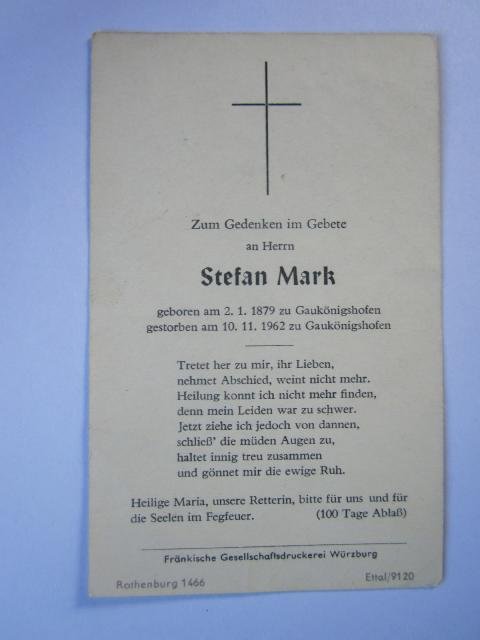 Zum Gedenken im Gebete
an Herrn
Stefan Mark
geboren am 2. 1. 1879 zu Gaukönigshofen
gestorben am 10. 11. 1962 zu Gaukönigshofen
Tretet her zu mir, ihr Lieben,
nehmet Abschied, weint nicht mehr.
Heilung konnt ich nicht mehr finden,
denn mein Leiden war zu schwer.
Jetzt ziehe ich jedoch von dannen,
schließ' die müden Augen zu,
haltet innig treu zusammen
und gönnet mir die ewige Ruh.
Heilige Maria, unsere Retterin, bitte für uns und für
die Seelen im Fegfeuer. (100 Tage Ablaß)
Fränkische Gesellschaftsdruckerei Würzburg
Rothenburg 1466 Ettal/9120